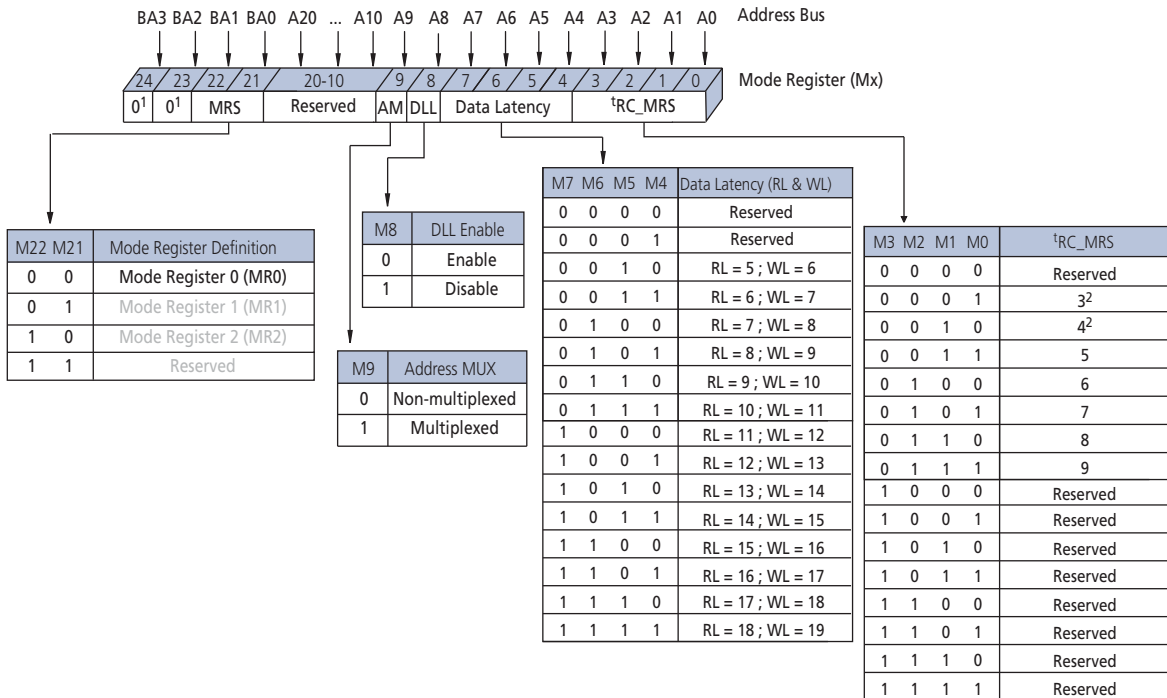 BA3 BA2 BA1 BA0 A20 ... A10 A9 A8 A7 A6 A5 A4 A3 A2 A1 A0 Address Bus
24 23 22 21 20-10 9 8 7 6 5 4 3 2 1 0 Mode Register (Mx)
0¹ 0¹ MRS Reserved AM DLL Data Latency ᵗRC_MRS
M22 M21 Mode Register Definition
0 0 Mode Register 0 (MR0)
0 1 Mode Register 1 (MR1)
1 0 Mode Register 2 (MR2)
1 1 Reserved
M8 DLL Enable
0 Enable
1 Disable
M9 Address MUX
0 Non-multiplexed
1 Multiplexed
M7 M6 M5 M4 Data Latency (RL & WL)
0 0 0 0 Reserved
0 0 0 1 Reserved
0 0 1 0 RL = 5 ; WL = 6
0 0 1 1 RL = 6 ; WL = 7
0 1 0 0 RL = 7 ; WL = 8
0 1 0 1 RL = 8 ; WL = 9
0 1 1 0 RL = 9 ; WL = 10
0 1 1 1 RL = 10 ; WL = 11
1 0 0 0 RL = 11 ; WL = 12
1 0 0 1 RL = 12 ; WL = 13
1 0 1 0 RL = 13 ; WL = 14
1 0 1 1 RL = 14 ; WL = 15
1 1 0 0 RL = 15 ; WL = 16
1 1 0 1 RL = 16 ; WL = 17
1 1 1 0 RL = 17 ; WL = 18
1 1 1 1 RL = 18 ; WL = 19
M3 M2 M1 M0 ᵗRC_MRS
0 0 0 0 Reserved
0 0 0 1 3²
0 0 1 0 4²
0 0 1 1 5
0 1 0 0 6
0 1 0 1 7
0 1 1 0 8
0 1 1 1 9
1 0 0 0 Reserved
1 0 0 1 Reserved
1 0 1 0 Reserved
1 0 1 1 Reserved
1 1 0 0 Reserved
1 1 0 1 Reserved
1 1 1 0 Reserved
1 1 1 1 Reserved